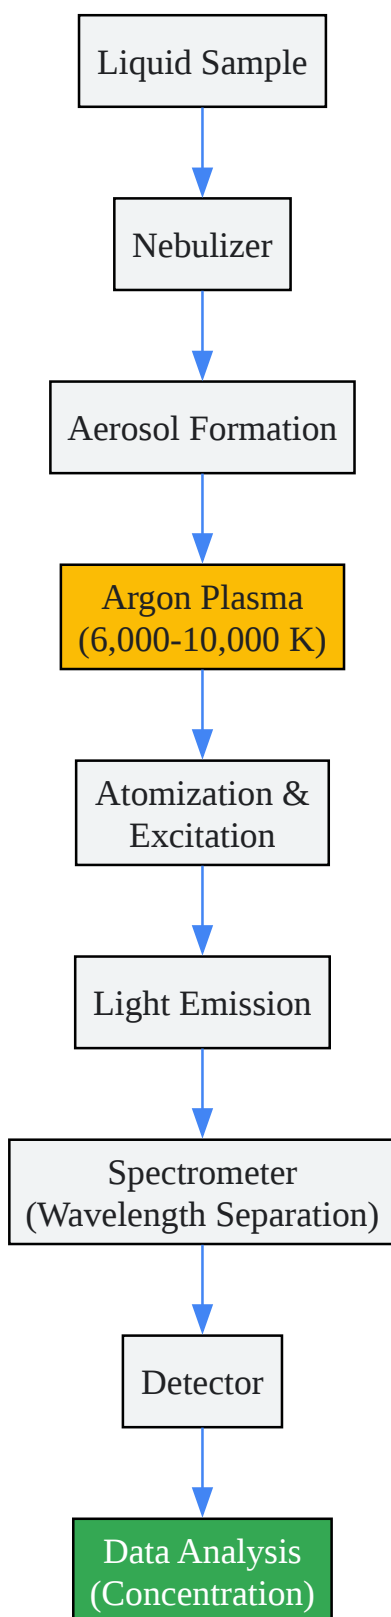 Liquid Sample
Nebulizer
Aerosol Formation
Argon Plasma
(6,000-10,000 K)
Atomization &
Excitation
Light Emission
Spectrometer
(Wavelength Separation)
Detector
Data Analysis
(Concentration)